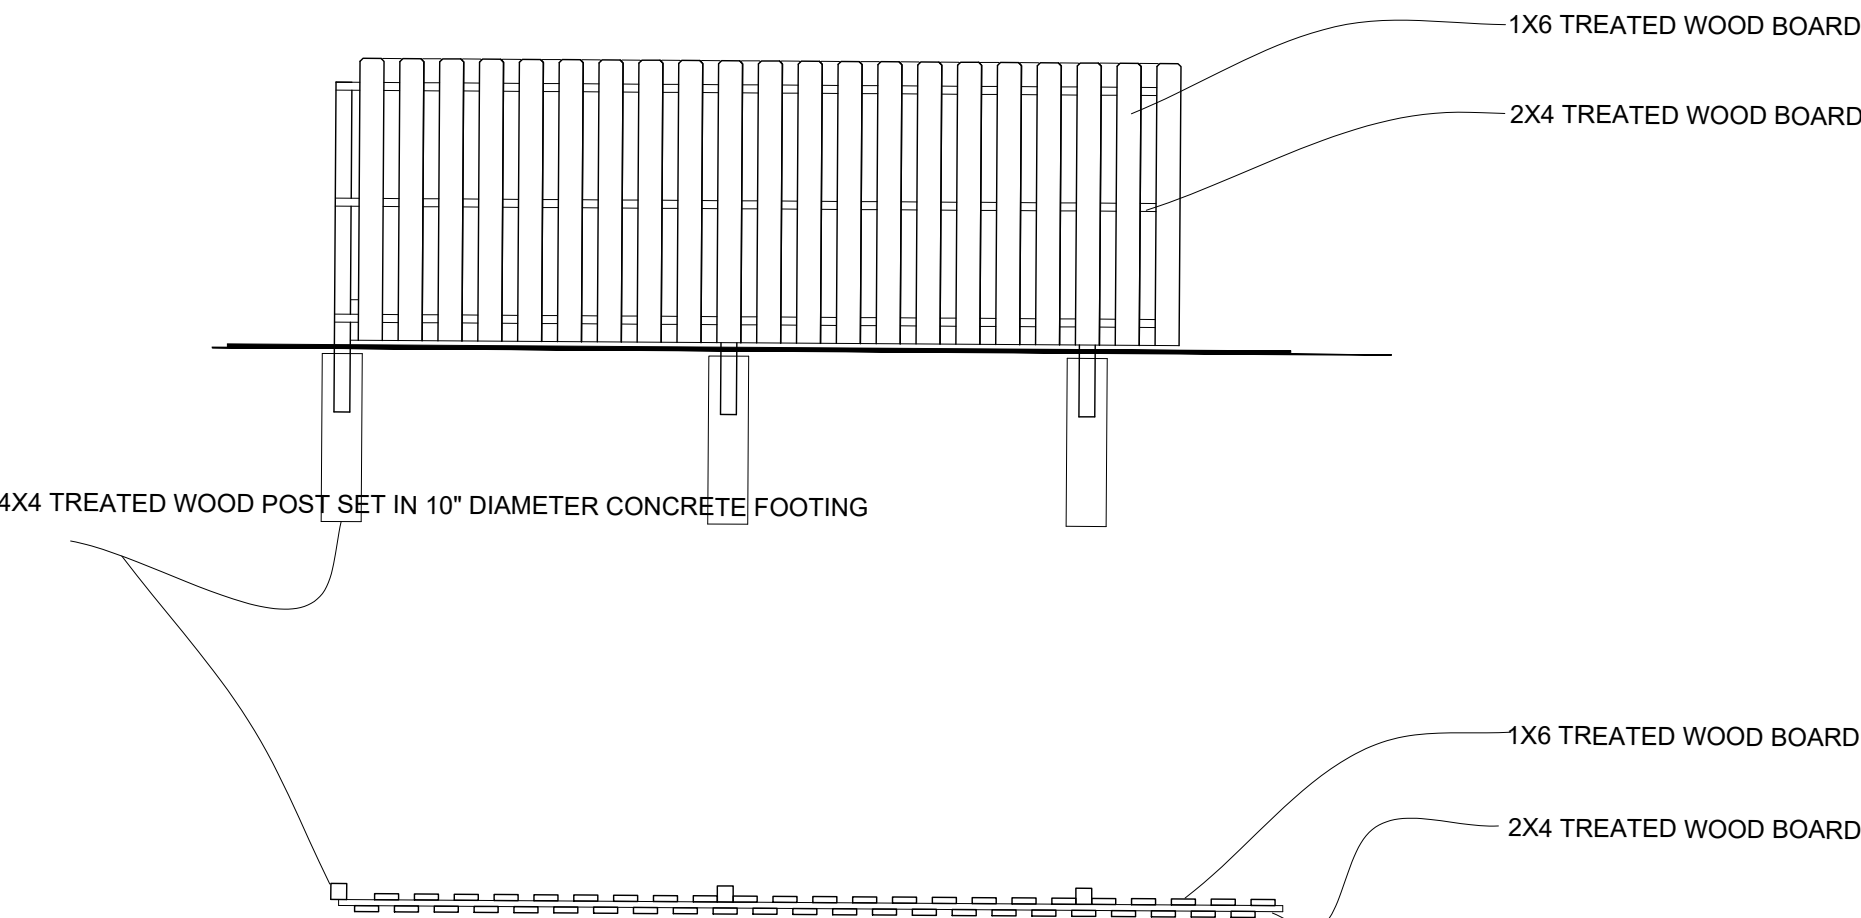 1X6 TREATED WOOD BOARD
2X4 TREATED WOOD BOARD
4X4 TREATED WOOD POST SET IN 10" DIAMETER CONCRETE FOOTING
1X6 TREATED WOOD BOARD
2X4 TREATED WOOD BOARD